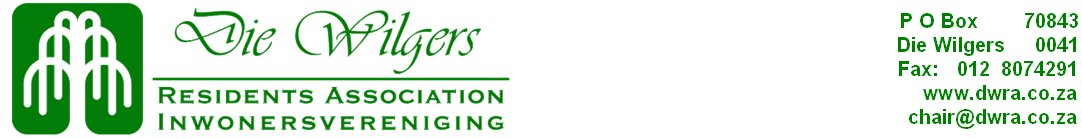 Die Wilgers
RESIDENTS ASSOCIATION
INWONERSVERENIGING
P O Box 70843
Die Wilgers 0041
Fax: 012 8074291
www.dwra.co.za
chair@dwra.co.za